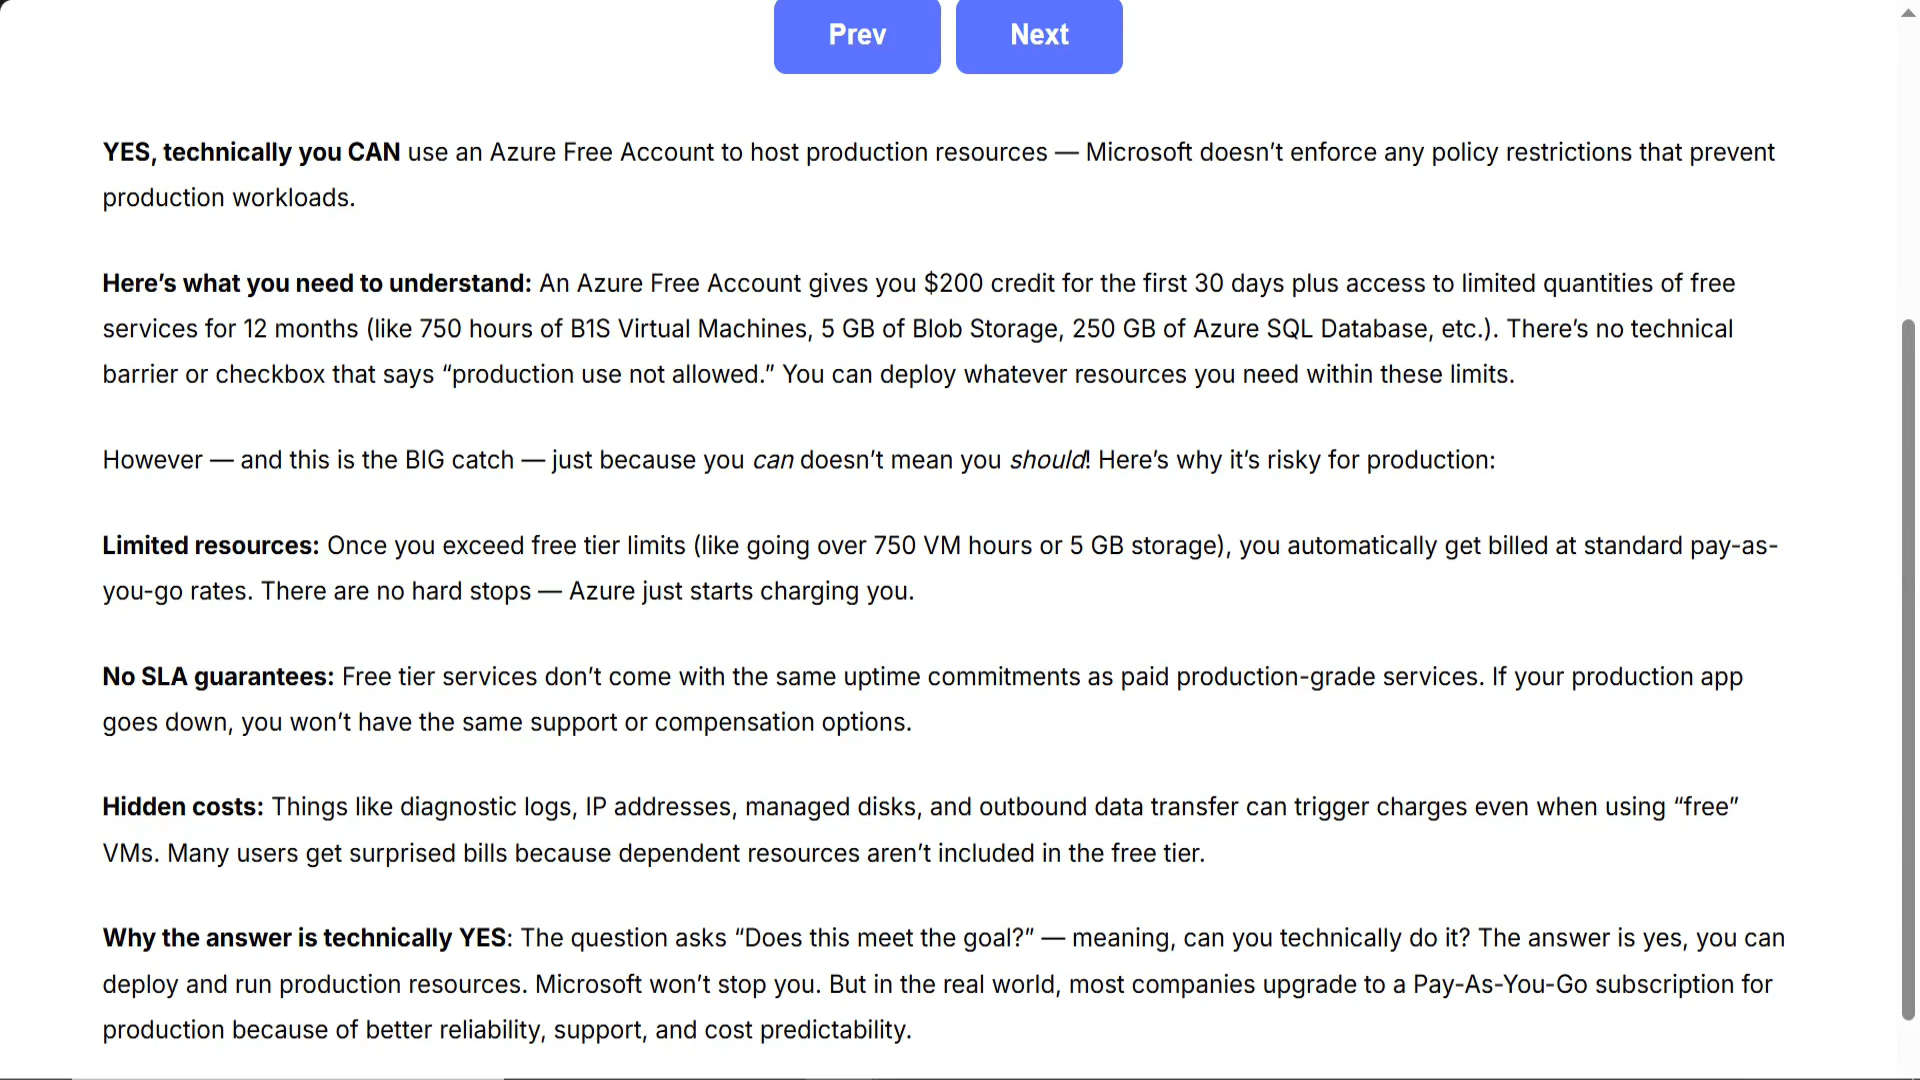 Prev
Next
YES, technically you CAN use an Azure Free Account to host production resources — Microsoft doesn’t enforce any policy restrictions that prevent
production workloads.
Here’s what you need to understand: An Azure Free Account gives you $200 credit for the first 30 days plus access to limited quantities of free
services for 12 months (like 750 hours of B1S Virtual Machines, 5 GB of Blob Storage, 250 GB of Azure SQL Database, etc.). There’s no technical
barrier or checkbox that says “production use not allowed.” You can deploy whatever resources you need within these limits.
However — and this is the BIG catch — just because you can doesn’t mean you should! Here’s why it’s risky for production:
Limited resources: Once you exceed free tier limits (like going over 750 VM hours or 5 GB storage), you automatically get billed at standard pay-as-
you-go rates. There are no hard stops — Azure just starts charging you.
No SLA guarantees: Free tier services don’t come with the same uptime commitments as paid production-grade services. If your production app
goes down, you won’t have the same support or compensation options.
Hidden costs: Things like diagnostic logs, IP addresses, managed disks, and outbound data transfer can trigger charges even when using “free”
VMs. Many users get surprised bills because dependent resources aren’t included in the free tier.
Why the answer is technically YES: The question asks “Does this meet the goal?” — meaning, can you technically do it? The answer is yes, you can
deploy and run production resources. Microsoft won’t stop you. But in the real world, most companies upgrade to a Pay-As-You-Go subscription for
production because of better reliability, support, and cost predictability.